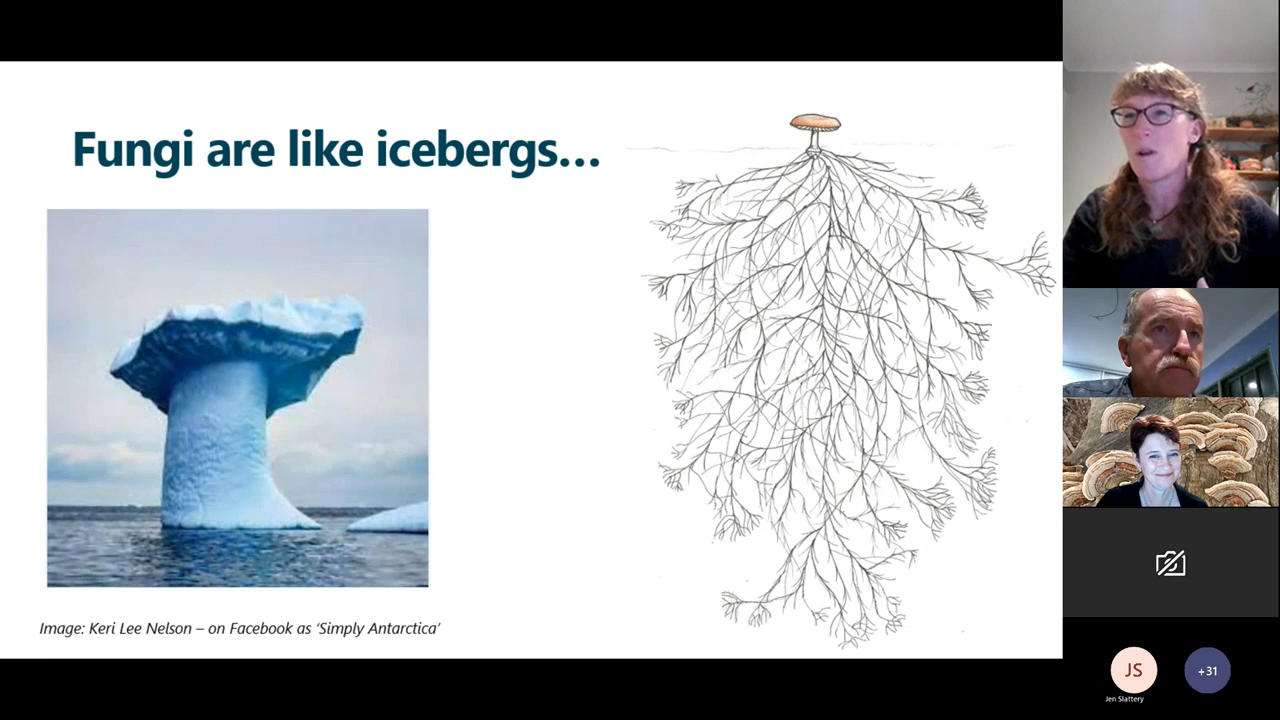 Fungi are like icebergs...
Image: Keri Lee Nelson – on Facebook as ‘Simply Antarctica’
JS
+31
Jen Slattery